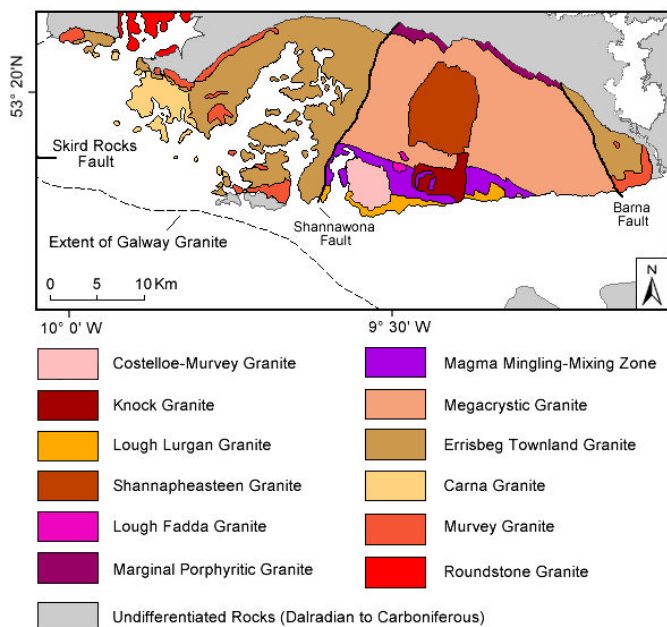 53° 20'N
Skird Rocks
Fault
Extent of Galway Granite
Shannawona
Fault
Barna
Fault
N
0 5 10 Km
10° 0' W
9° 30' W
Costelloe-Murvey Granite
Magma Mingling-Mixing Zone
Knock Granite
Megacrystic Granite
Lough Lurgan Granite
Errisbeg Townland Granite
Shannapheasteen Granite
Carna Granite
Lough Fadda Granite
Murvey Granite
Marginal Porphyritic Granite
Roundstone Granite
Undifferentiated Rocks (Dalradian to Carboniferous)